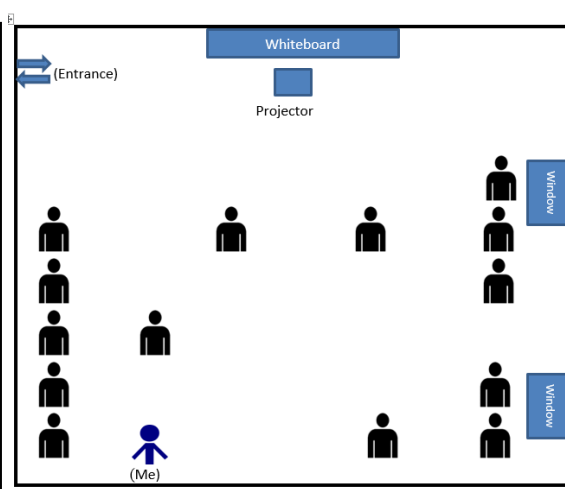 Whiteboard
(Entrance)
Projector
Window
Window
(Me)